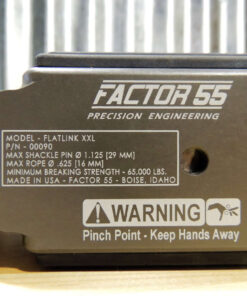 FACTOR 55
PRECISION ENGINEERING
MODEL - FLATLINK XXL
P/N - 00090
MAX SHACKLE PIN Ø 1.125 [29 MM]
MAX ROPE Ø .625 [16 MM]
MINIMUM BREAKING STRENGTH - 65,000 LBS.
MADE IN USA - FACTOR 55 - BOISE, IDAHO
WARNING
Pinch Point - Keep Hands Away